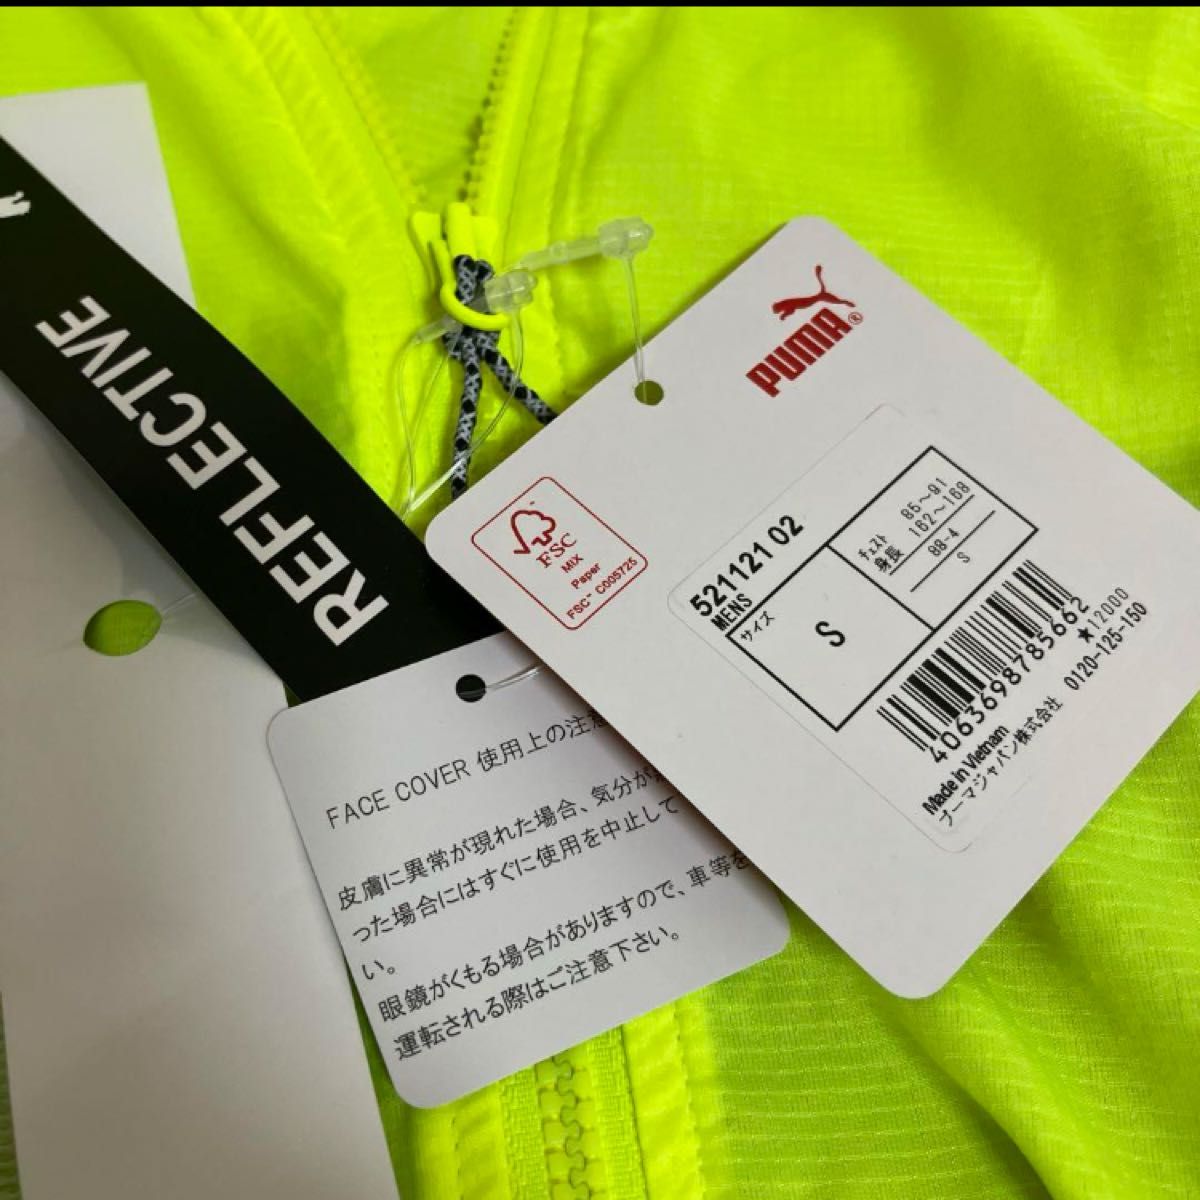 REFLECTIVE
PUMA®
FSC
MIX
Paper
FSC™ C005725
521121 02
MENS
サイズ
S
チェスト 85～91
身長 162～168
88-4
S
4063698785662
★12000
Made in Vietnam
プーマジャパン株式会社 0120-125-150
FACE COVER 使用上の注意
皮膚に異常が現れた場合、気分が
った場合にはすぐに使用を中止して
い。
眼鏡がくもる場合がありますので、車等を
運転される際はご注意下さい。